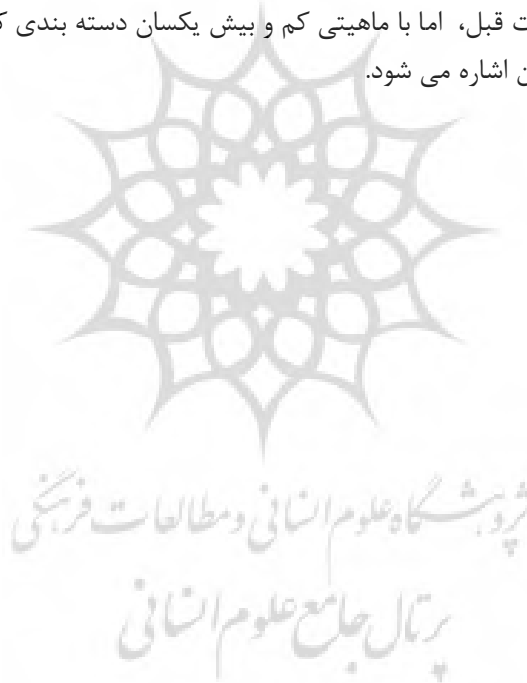 ت قبل، اما با ماهیتی کم و بیش یکسان دسته بندی ک
ن اشاره می شود.
پژوهشگاه علوم انسانی و مطالعات فرهنگی
پرتال جامع علوم انسانی